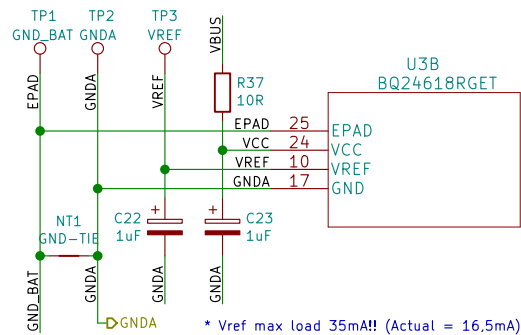 TP1 TP2 TP3
GND_BAT GNDA VREF
VBUS
EPAD GNDA VREF
U3B
BQ24618RGET
R37
10R
EPAD 25 EPAD
VCC 24 VCC
VREF 10 VREF
GNDA 17 GND
NT1
GND-TIE
+ C22
1uF
+ C23
1uF
GND_BAT GNDA GNDA GNDA
GNDA
* Vref max load 35mA!! (Actual = 16,5mA)